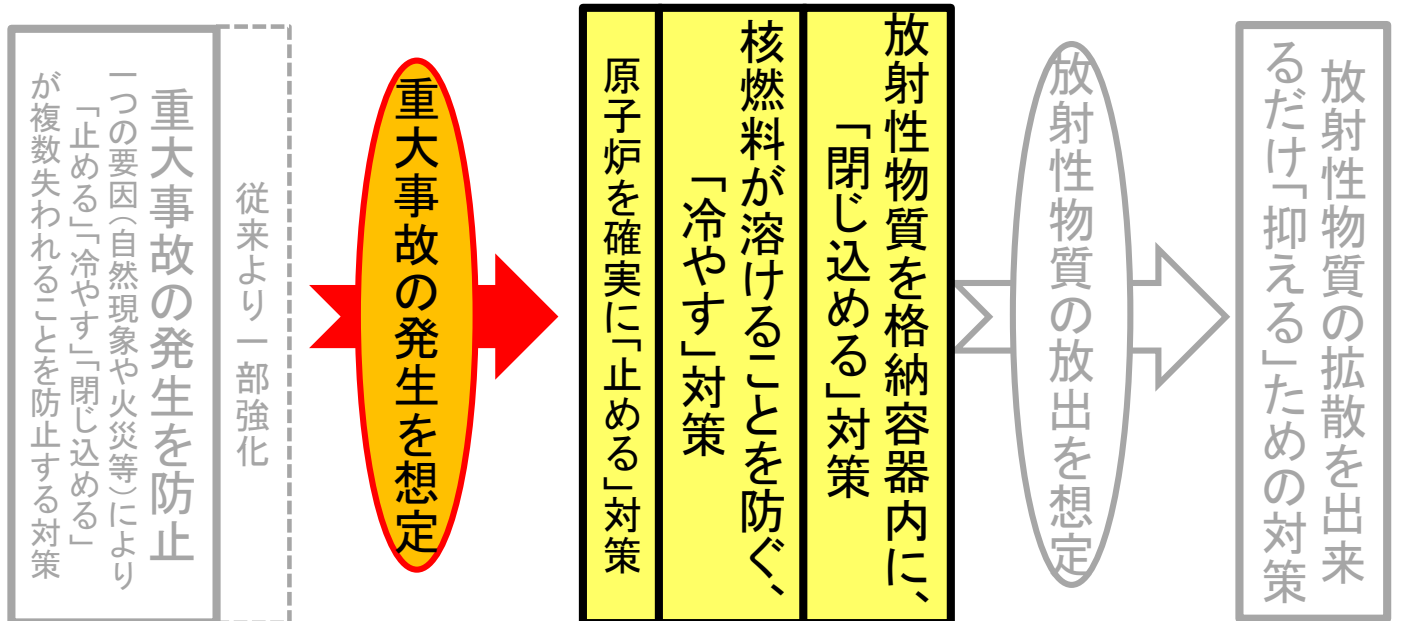 重大事故の発生を防止
一つの要因(自然現象や火災等)により
「止める」「冷やす」「閉じ込める」
が複数失われることを防止する対策
従来より一部強化
重大事故の発生を想定
原子炉を確実に「止める」対策
核燃料が溶けることを防ぐ、
「冷やす」対策
放射性物質を格納容器内に、
「閉じ込める」対策
放射性物質の放出を想定
放射性物質の拡散を出来
るだけ「抑える」ための対策